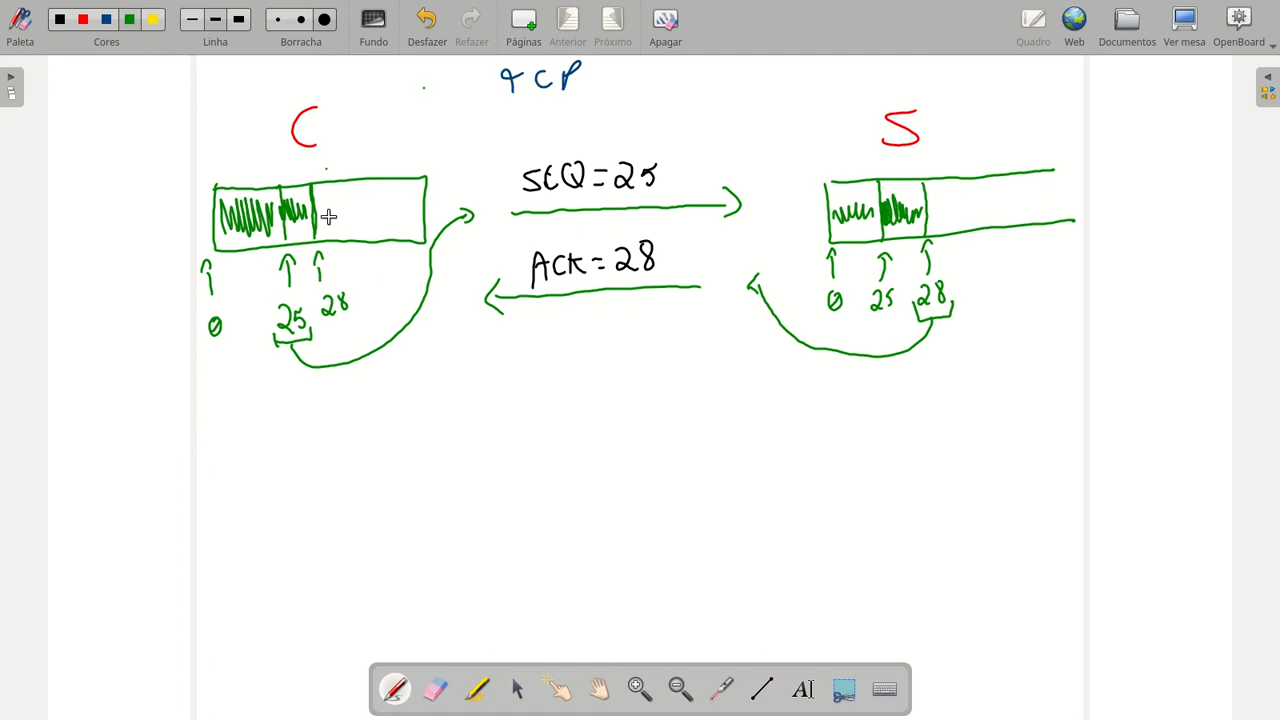 Paleta Cores Linha Borracha Fundo Desfazer Refazer Páginas Anterior Próximo Apagar Quadro Web Documentos Ver mesa OpenBoard
TCP
C S
SEQ=25
ACK=28
0 25 28
0 25 28